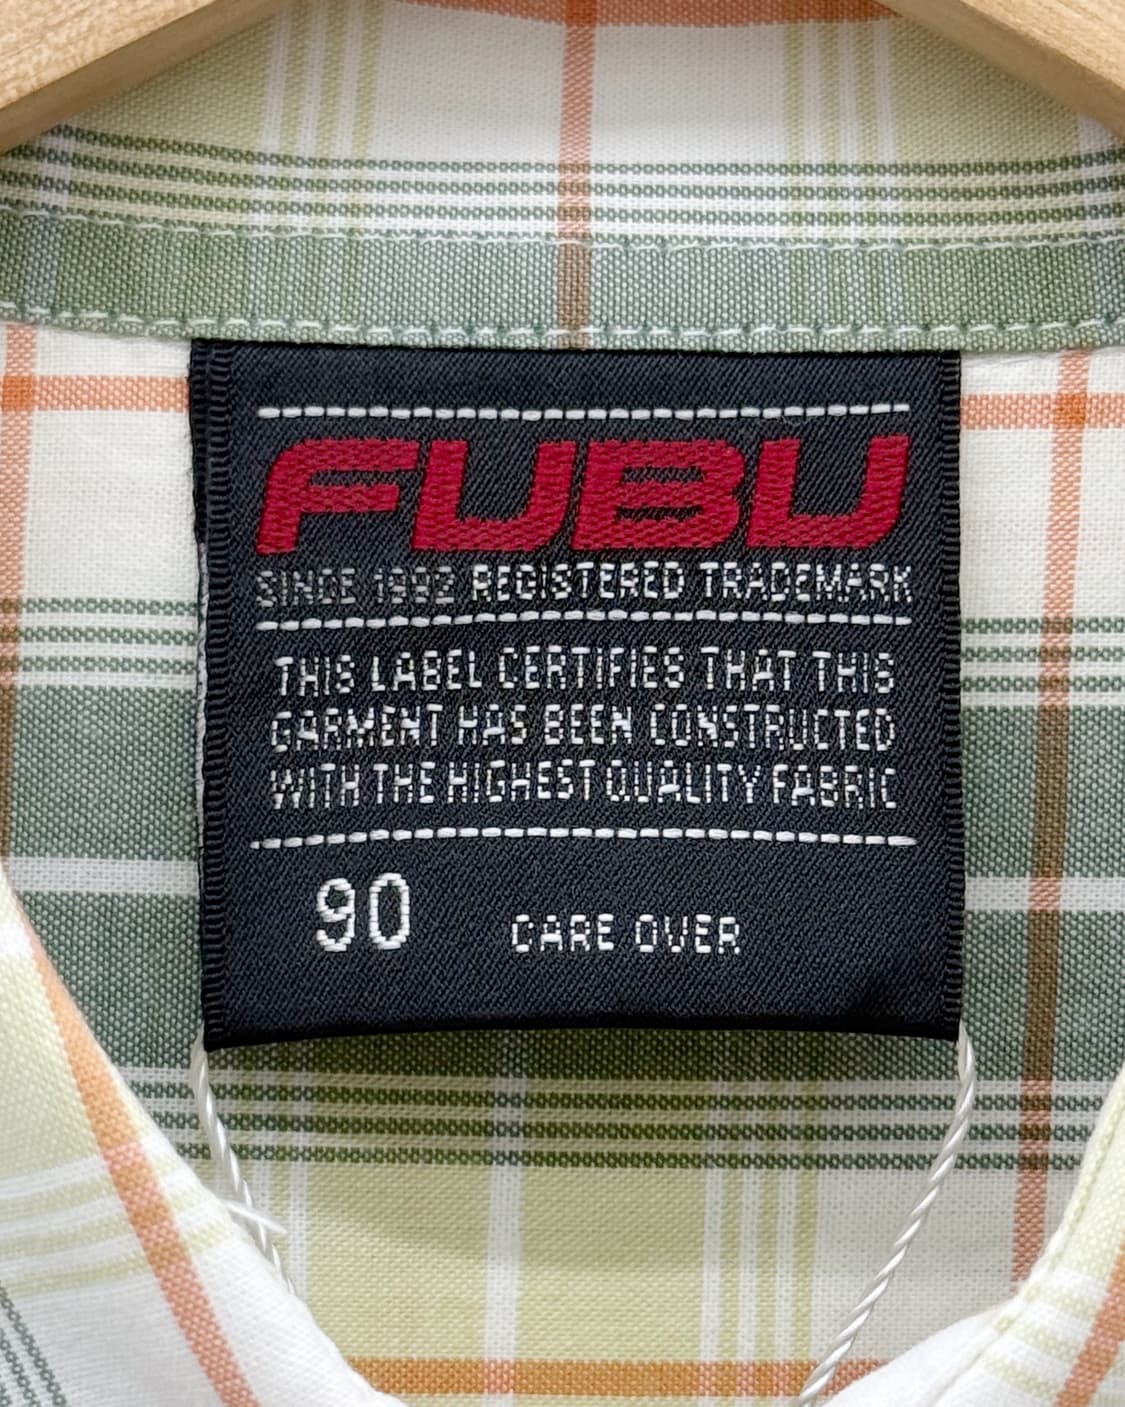 FUBU
SINCE 1992 REGISTERED TRADEMARK
THIS LABEL CERTIFIES THAT THIS
GARMENT HAS BEEN CONSTRUCTED
WITH THE HIGHEST QUALITY FABRIC
90 CARE OVER